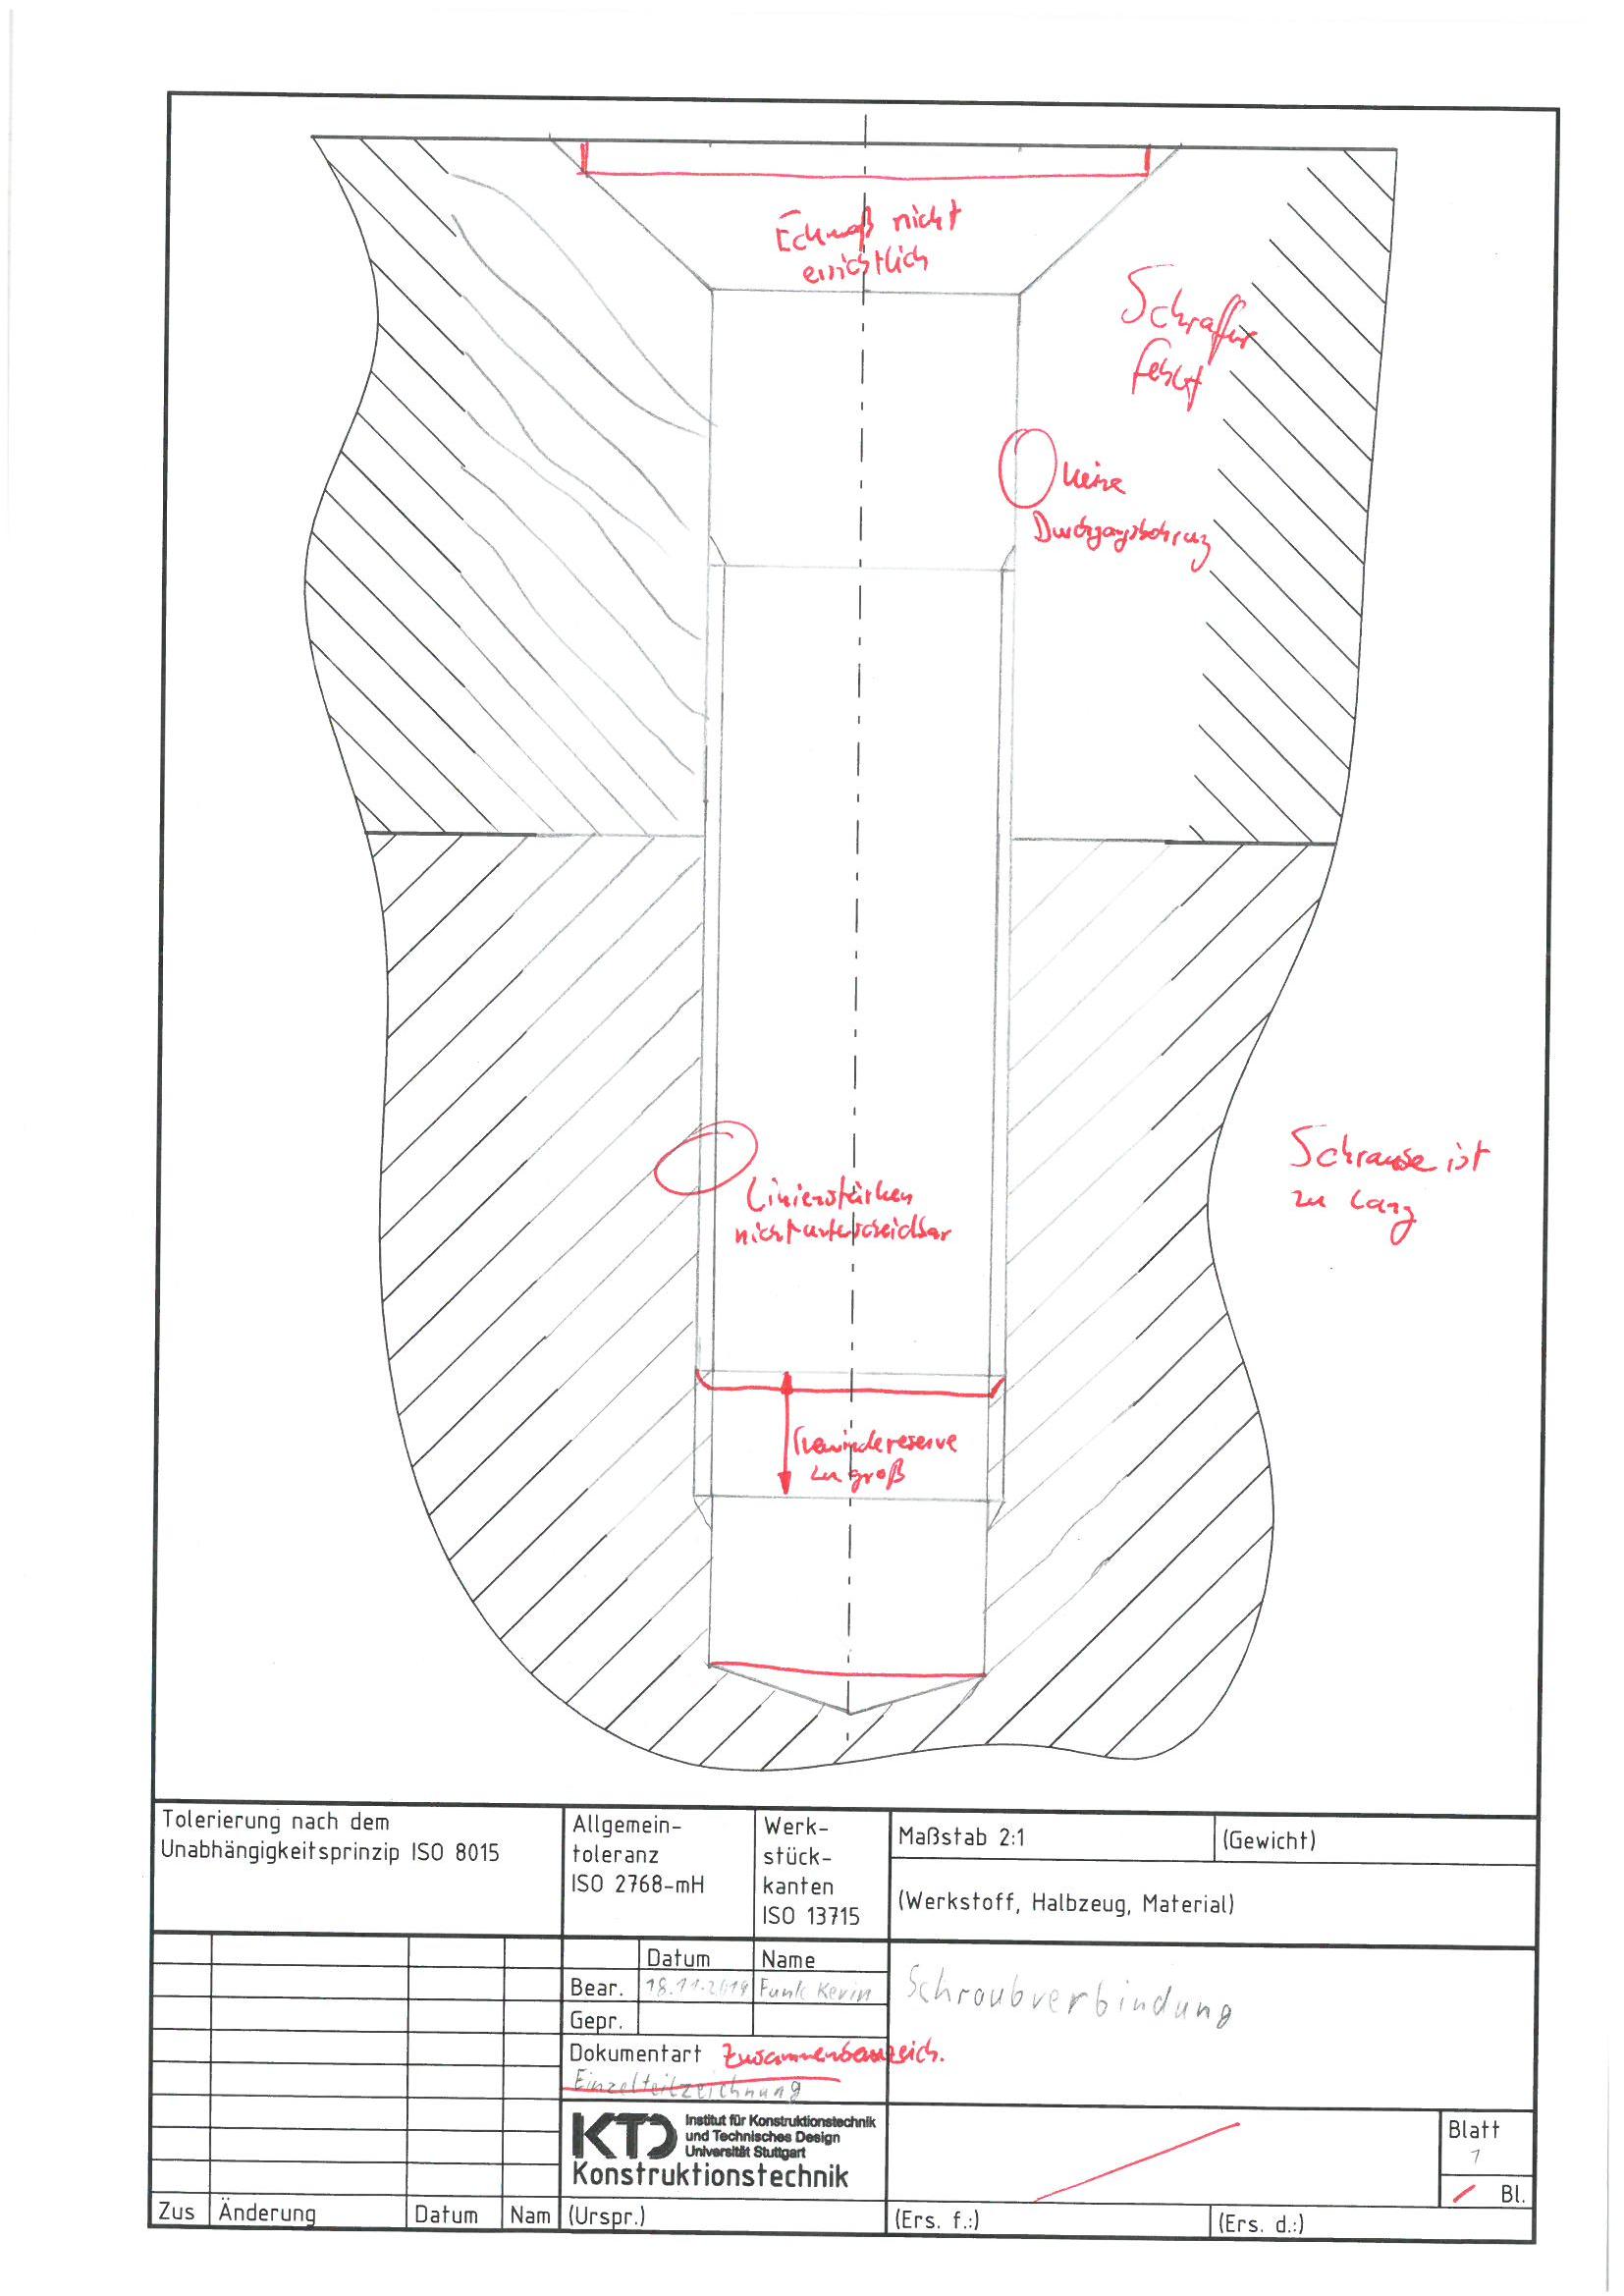 Eckmaß nicht
ersichtlich
Schraffur
fehlt
keine
Durchgangsbohrung
Linienstärken
nicht unterscheidbar
Schraube ist
zu lang
Gewindereserve
zu groß
Tolerierung nach dem
Unabhängigkeitsprinzip ISO 8015
Allgemein-
toleranz
ISO 2768-mH
Werk-
stück-
kanten
ISO 13715
Maßstab 2:1
(Gewicht)
(Werkstoff, Halbzeug, Material)
Datum Name
Bear. 18.11.2019 Funk Kevin
Gepr.
Schraubverbindung
Dokumentart Zusammenbauzeich.
Einzelteilzeichnung
KTD Institut für Konstruktionstechnik
und Technisches Design
Universität Stuttgart
Konstruktionstechnik
Blatt
1
Bl.
Zus Änderung Datum Nam (Urspr.) (Ers. f.:) (Ers. d.:)